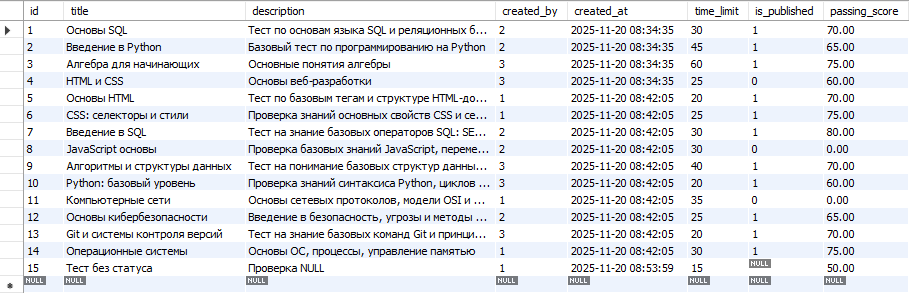 id title description created_by created_at time_limit is_published passing_score
1 Основы SQL Тест по основам языка SQL и реляционных б... 2 2025-11-20 08:34:35 30 1 70.00
2 Введение в Python Базовый тест по программированию на Python 2 2025-11-20 08:34:35 45 1 65.00
3 Алгебра для начинающих Основные понятия алгебры 3 2025-11-20 08:34:35 60 1 75.00
4 HTML и CSS Основы веб-разработки 3 2025-11-20 08:34:35 25 0 60.00
5 Основы HTML Тест по базовым тегам и структуре HTML-до... 1 2025-11-20 08:42:05 20 1 70.00
6 CSS: селекторы и стили Проверка знаний основных свойств CSS и се... 1 2025-11-20 08:42:05 25 1 75.00
7 Введение в SQL Тест на знание базовых операторов SQL: SE... 2 2025-11-20 08:42:05 30 1 80.00
8 JavaScript основы Проверка базовых знаний JavaScript, переме... 2 2025-11-20 08:42:05 30 0 0.00
9 Алгоритмы и структуры данных Тест на понимание базовых структур данны... 3 2025-11-20 08:42:05 40 1 70.00
10 Python: базовый уровень Проверка знаний синтаксиса Python, циклов ... 3 2025-11-20 08:42:05 20 1 60.00
11 Компьютерные сети Основы сетевых протоколов, модели OSI и ... 1 2025-11-20 08:42:05 35 0 0.00
12 Основы кибербезопасности Введение в безопасность, угрозы и методы ... 2 2025-11-20 08:42:05 25 1 65.00
13 Git и системы контроля версий Тест на знание базовых команд Git и принци... 3 2025-11-20 08:42:05 20 1 70.00
14 Операционные системы Основы ОС, процессы, управление памятью 1 2025-11-20 08:42:05 30 1 75.00
15 Тест без статуса Проверка NULL 1 2025-11-20 08:53:59 15 NULL 50.00
NULL NULL NULL NULL NULL NULL NULL NULL